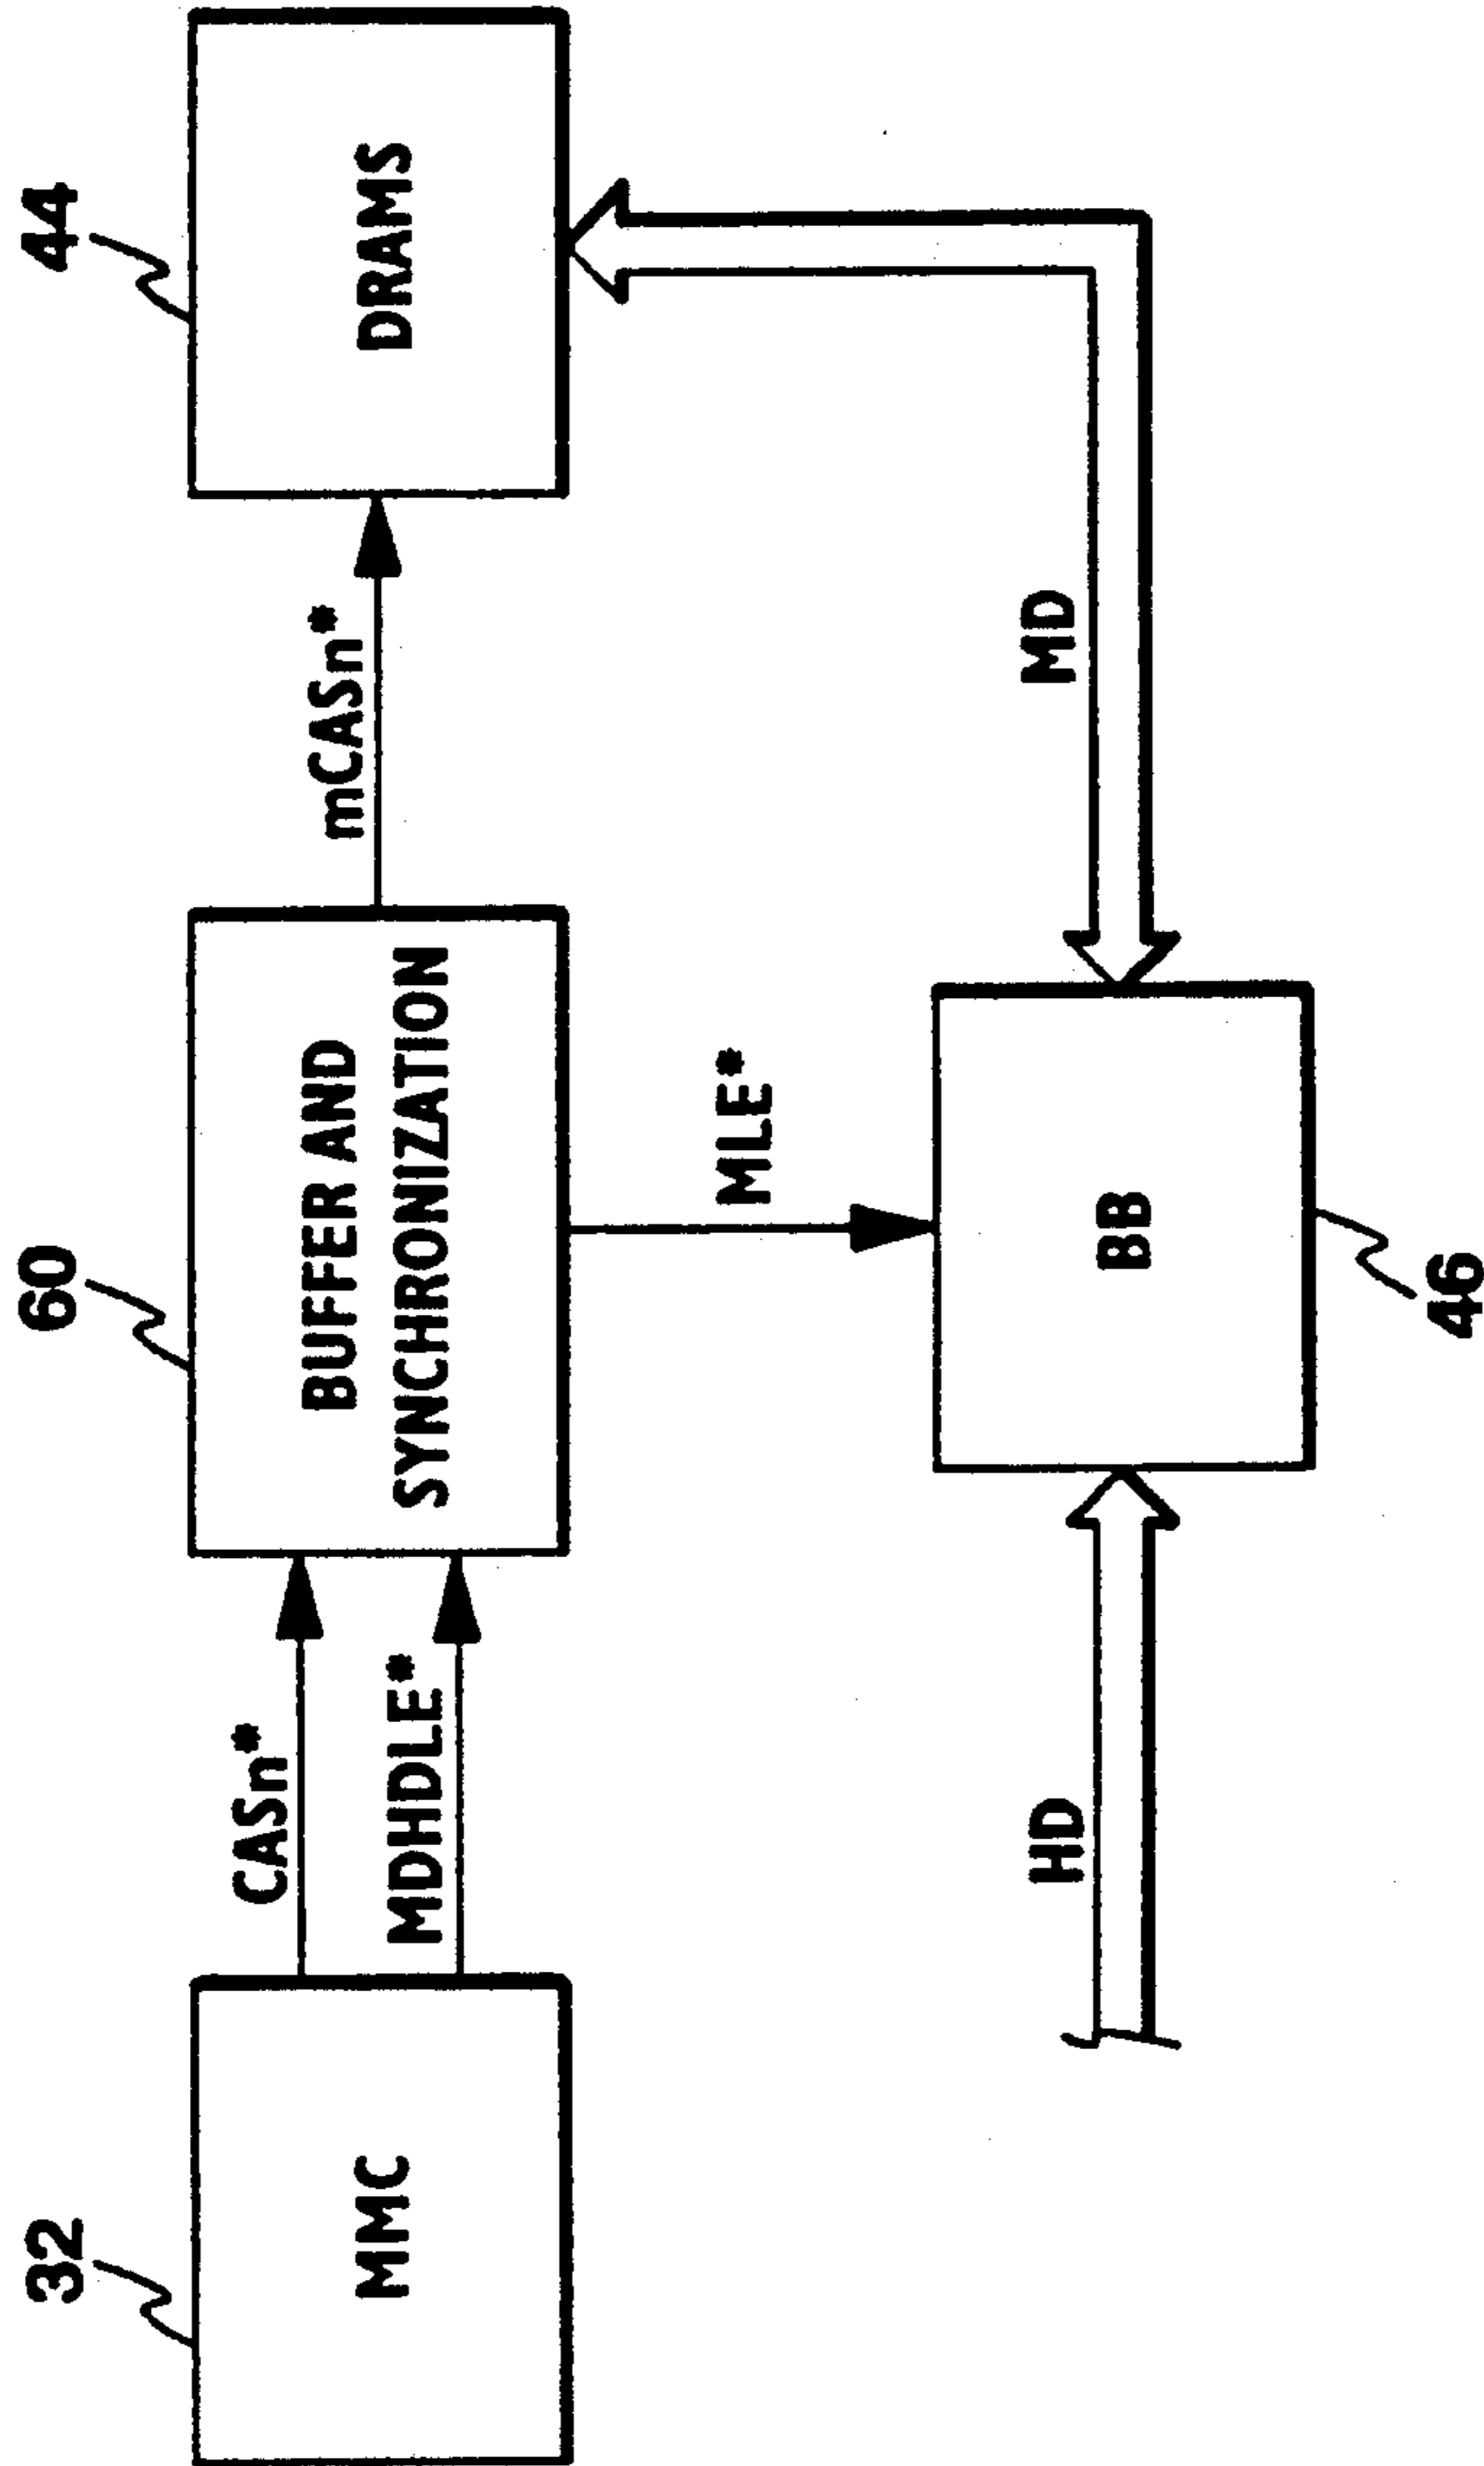 32
60
44
MMC
CASn*
MDHDLE*
BUFFER AND
SYNCHRONIZATION
mCASn*
DRAMS
MLE*
HD
BB
MD
46